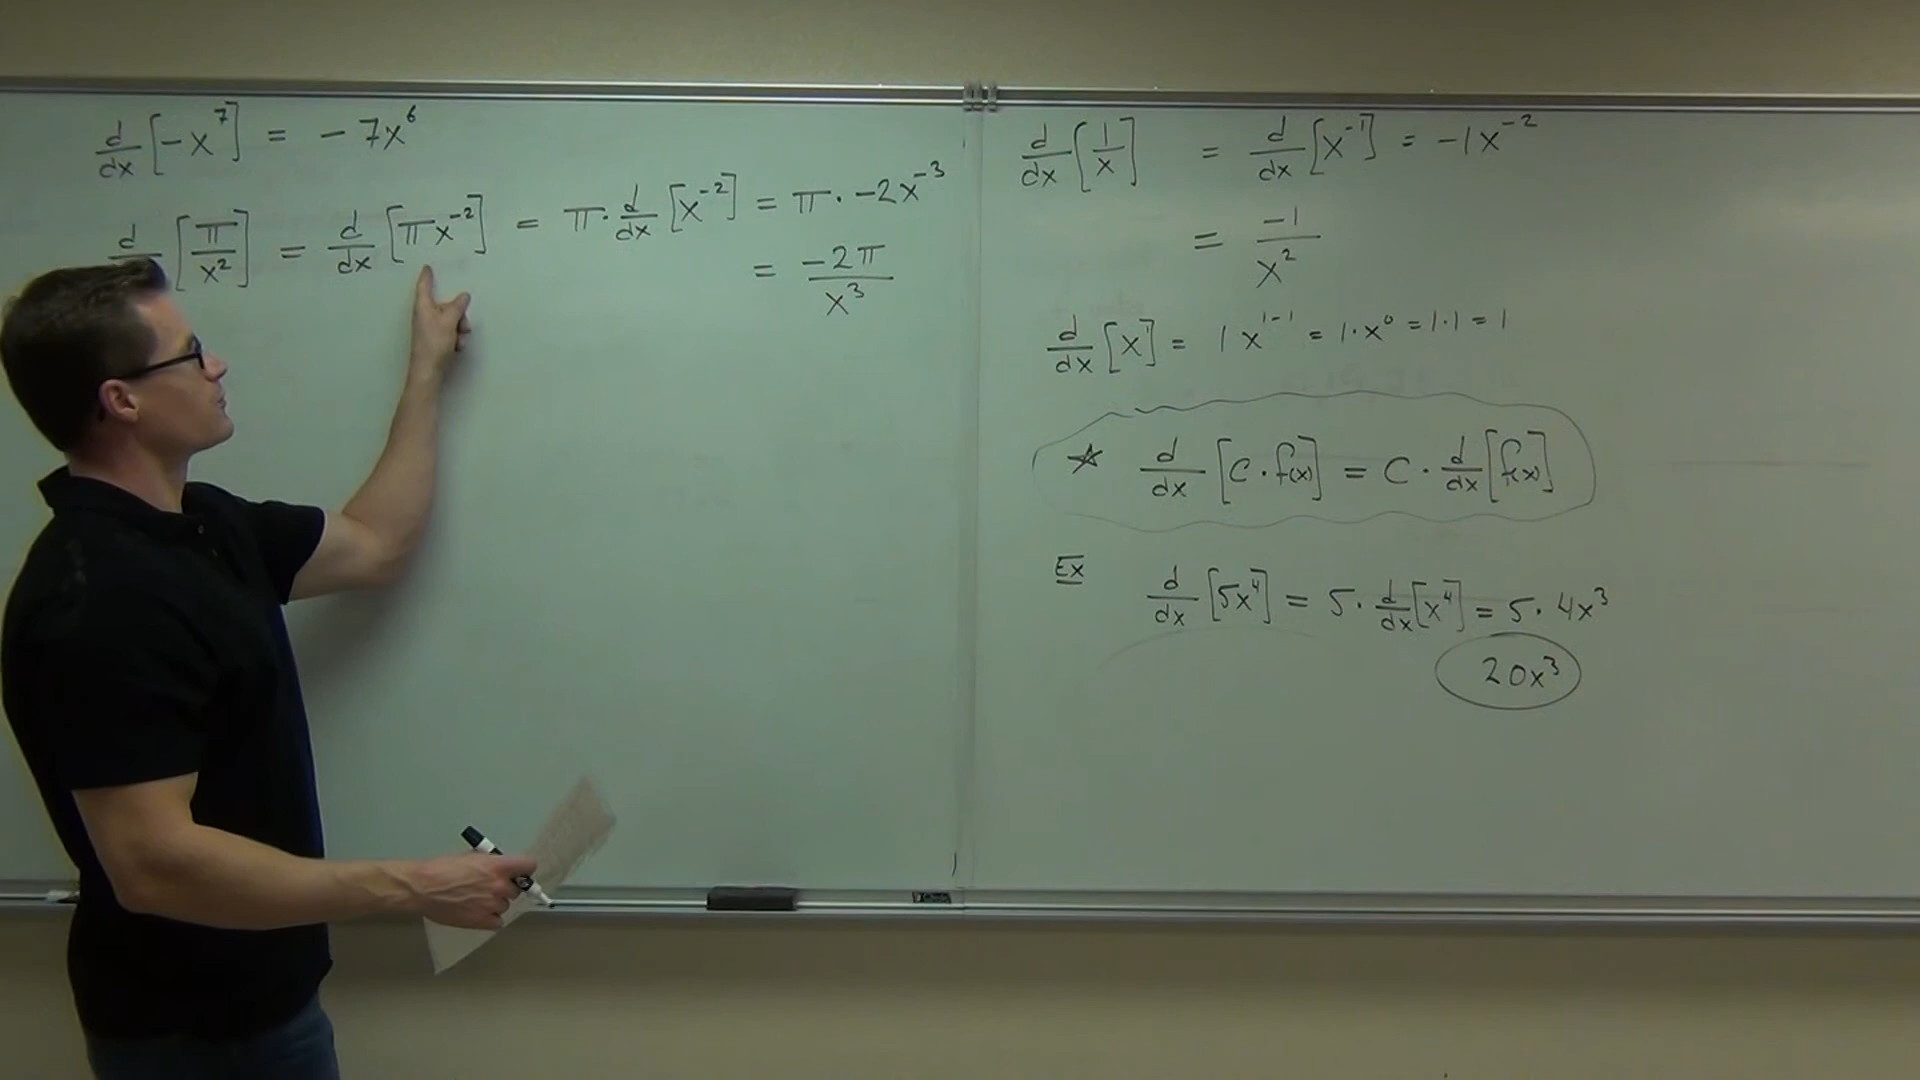 d/dx [-x⁷] = -7x⁶
d/dx [π/x²] = d/dx [πx⁻²] = π · d/dx [x⁻²] = π · -2x⁻³
= -2π/x³
d/dx [1/x] = d/dx [x⁻¹] = -1x⁻²
= -1/x²
d/dx [x¹] = 1x¹⁻¹ = 1·x⁰ = 1·1 = 1
☆ d/dx [C · f(x)] = C · d/dx [f(x)]
Ex d/dx [5x⁴] = 5 · d/dx [x⁴] = 5 · 4x³
20x³